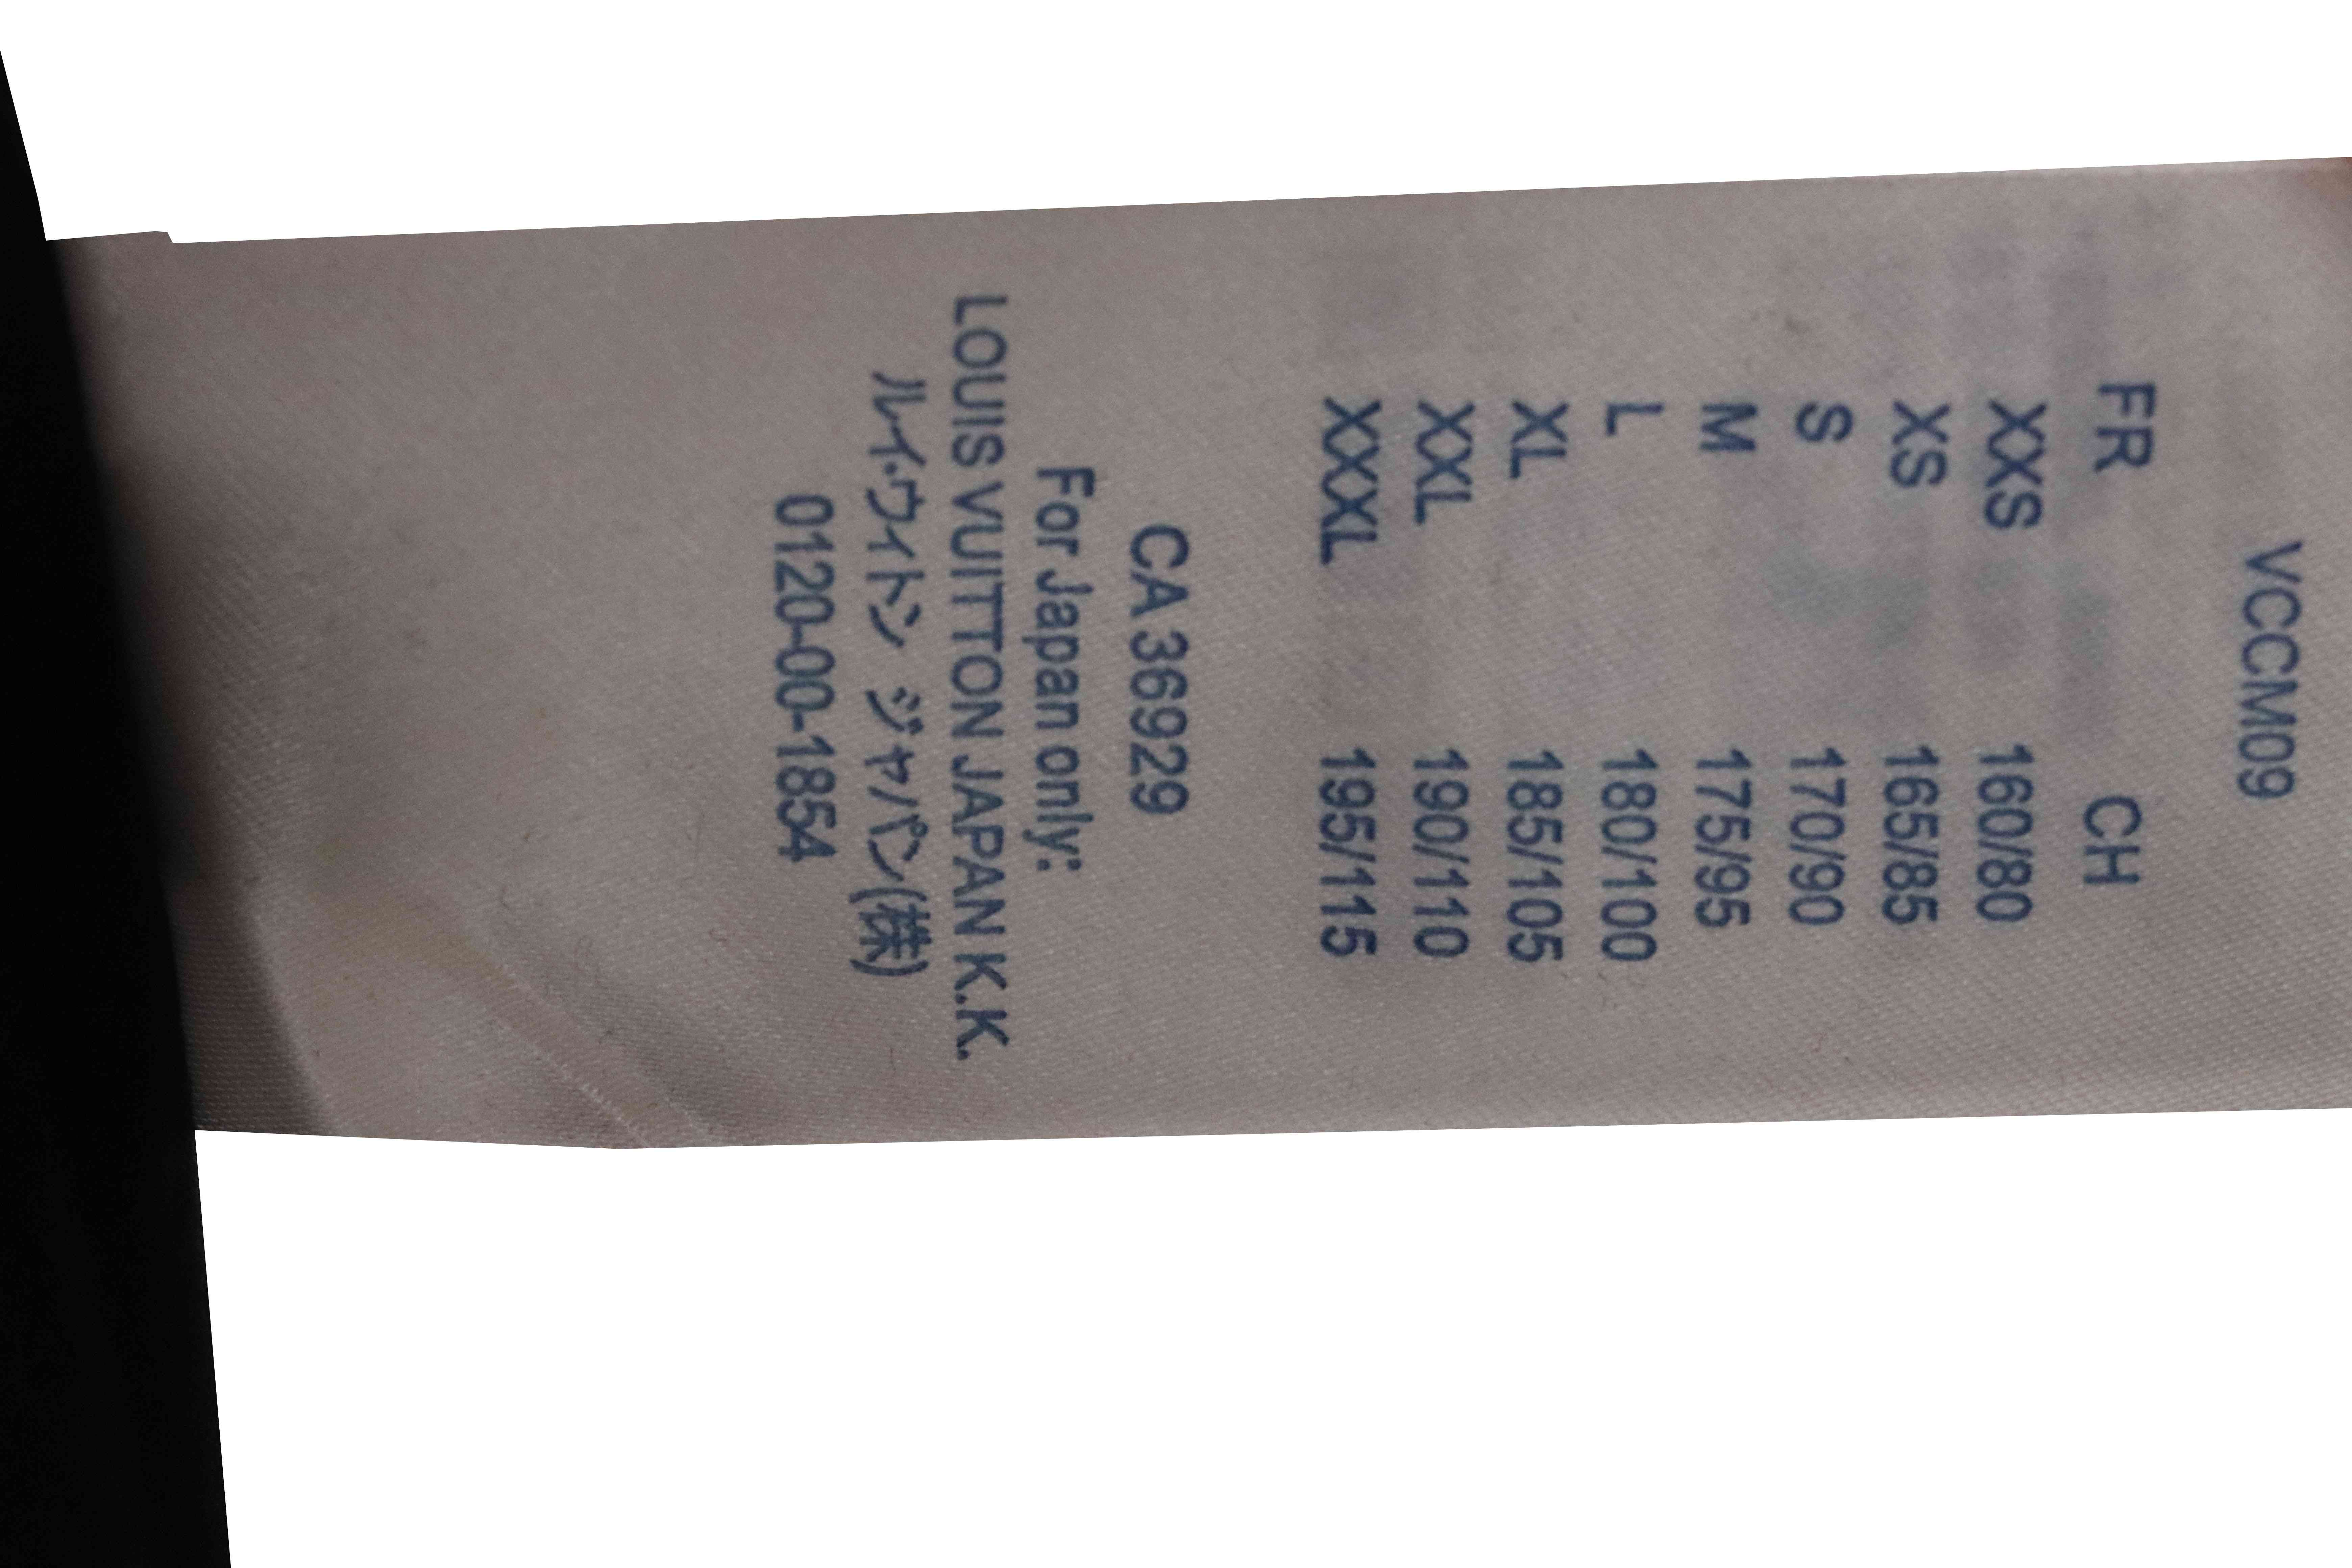 VCCM09
FR CH
XXS 160/80
XS 165/85
S 170/90
M 175/95
L 180/100
XL 185/105
XXL 190/110
XXXL 195/115
CA 36929
For Japan only:
LOUIS VUITTON JAPAN K.K.
ルイ・ウィトン ジャパン(株)
0120-00-1854